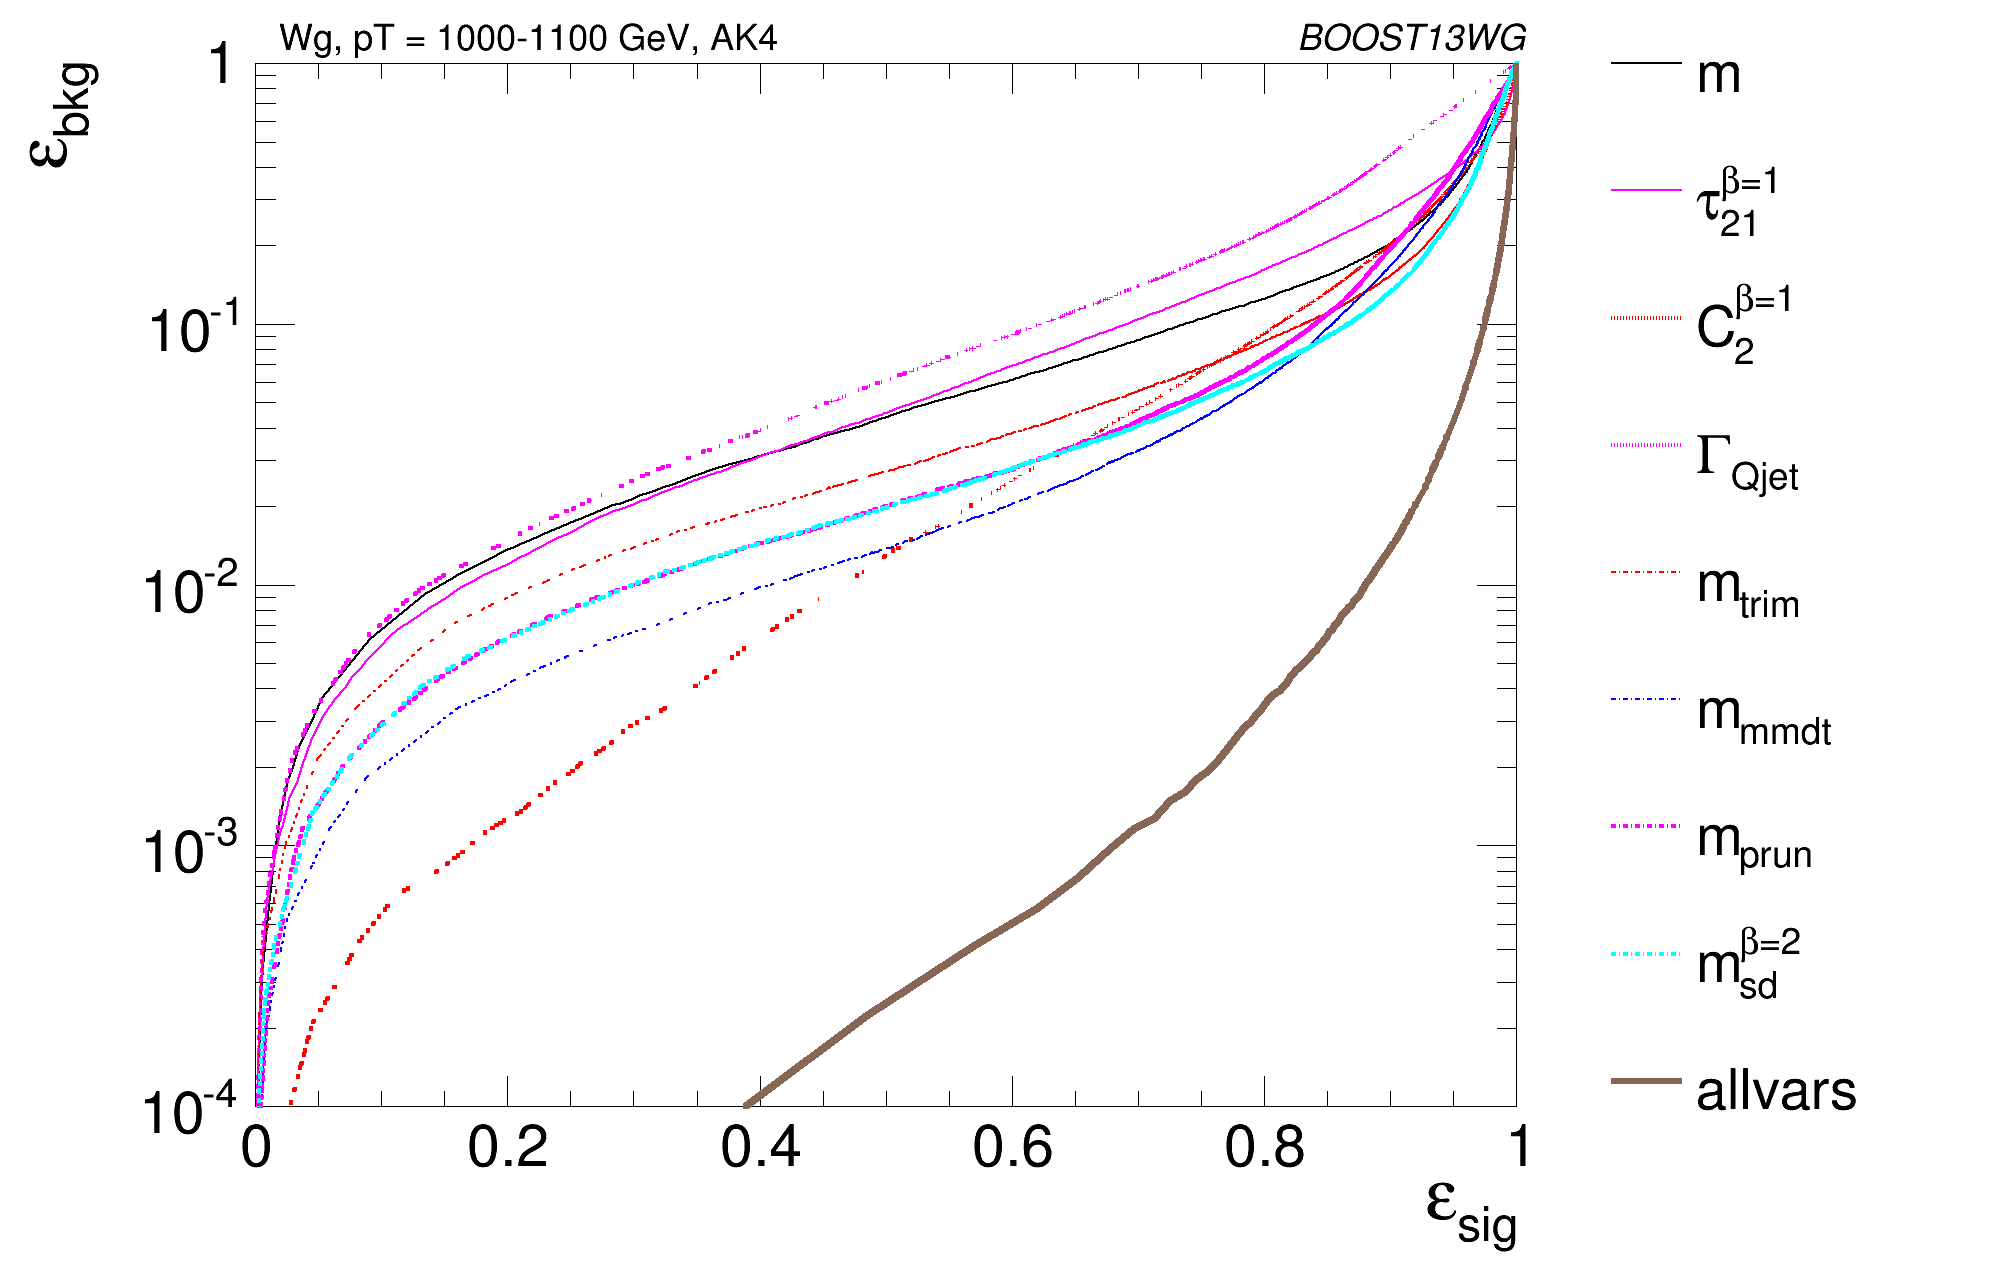 Wg, pT = 1000-1100 GeV, AK4
BOOST13WG
ε_bkg
1
10^-1
10^-2
10^-3
10^-4
0 0.2 0.4 0.6 0.8 1
ε_sig
m
τ_21^β=1
C_2^β=1
Γ_Qjet
m_trim
m_mmdt
m_prun
m_sd^β=2
allvars